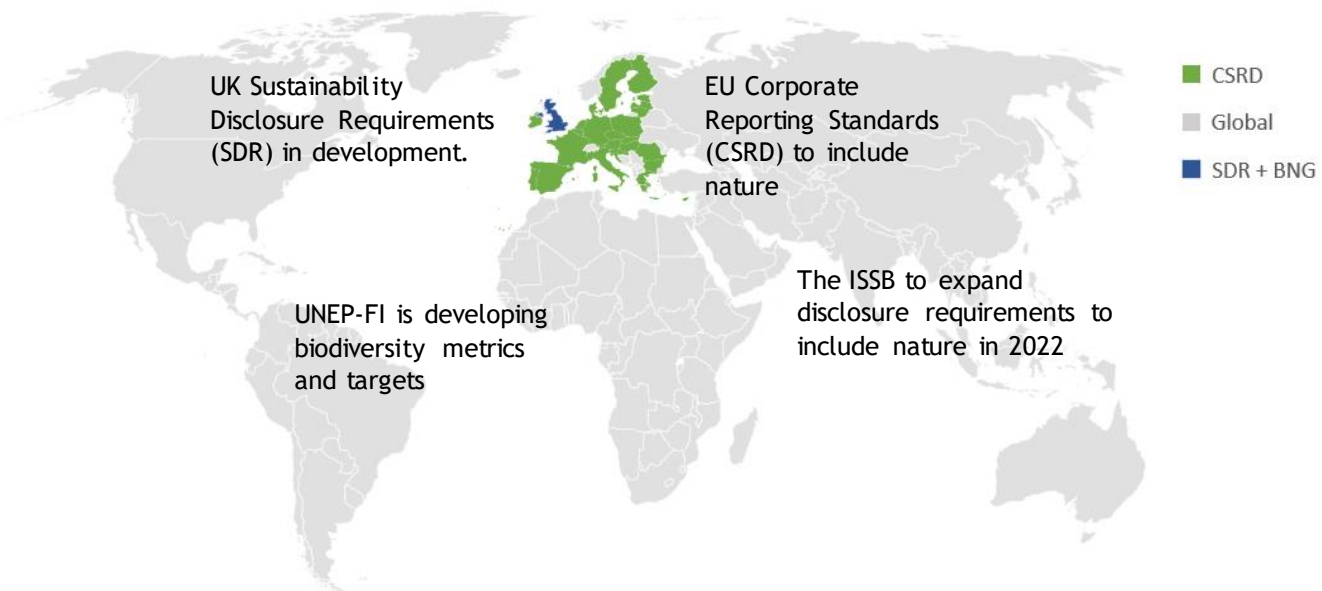 UK Sustainability
Disclosure Requirements
(SDR) in development.
EU Corporate
Reporting Standards
(CSRD) to include
nature
CSRD
Global
SDR + BNG
UNEP-FI is developing
biodiversity metrics
and targets
The ISSB to expand
disclosure requirements to
include nature in 2022